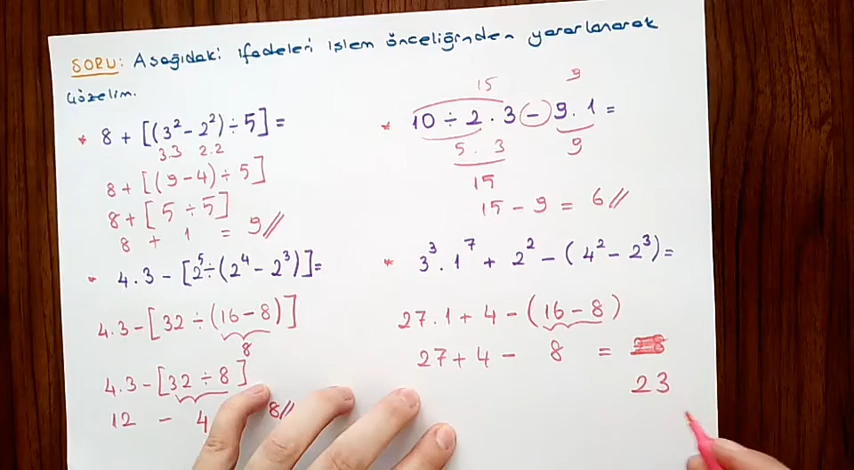 SORU: Aşağıdaki ifadeleri işlem önceliğinden yararlanarak
çözelim.
* 8 + [(3² - 2²) ÷ 5] =
3.3 2.2
8 + [(9 - 4) ÷ 5]
8 + [5 ÷ 5]
8 + 1 = 9//
* 4.3 - [2⁵ ÷ (2⁴ - 2³)] =
4.3 - [32 ÷ (16 - 8)]
8
4.3 - [32 ÷ 8]
12 - 4 8//
15 9
* 10 ÷ 2 . 3 - 9 . 1 =
5 . 3 9
15
15 - 9 = 6//
* 3³ . 1⁷ + 2² - (4² - 2³) =
27 . 1 + 4 - (16 - 8)
27 + 4 - 8 =
23